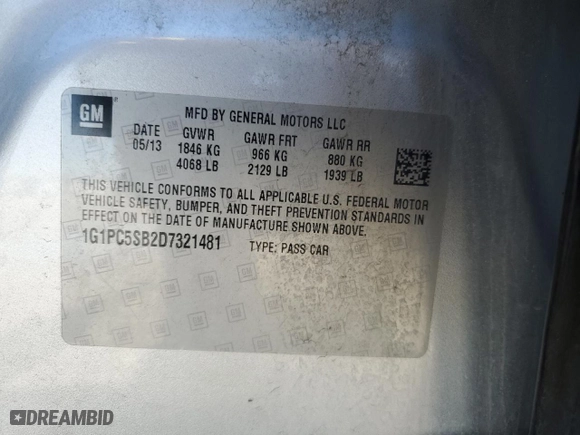 GM
MFD BY GENERAL MOTORS LLC
DATE GVWR GAWR FRT GAWR RR
05/13 1846 KG 966 KG 880 KG
4068 LB 2129 LB 1939 LB
THIS VEHICLE CONFORMS TO ALL APPLICABLE U.S. FEDERAL MOTOR
VEHICLE SAFETY, BUMPER, AND THEFT PREVENTION STANDARDS IN
EFFECT ON THE DATE OF MANUFACTURE SHOWN ABOVE.
1G1PC5SB2D7321481 TYPE: PASS CAR
DREAMBID